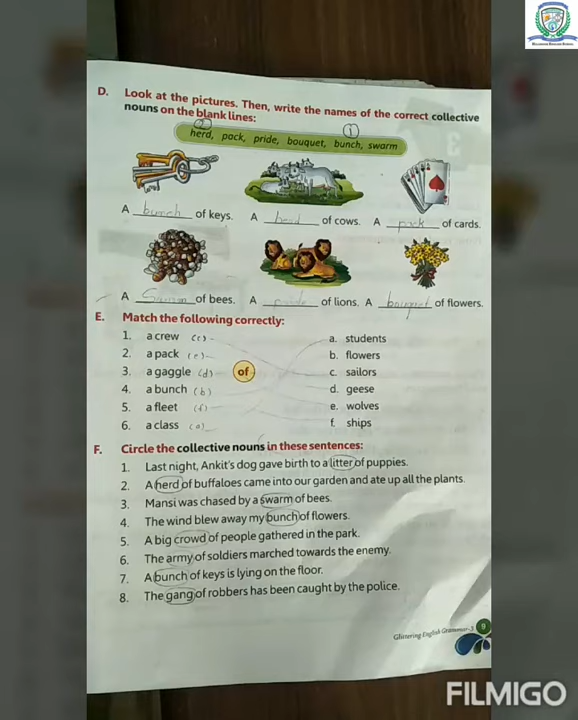 D. Look at the pictures. Then, write the names of the correct collective
nouns on the blank lines:
2 1
herd, pack, pride, bouquet, bunch, swarm
A bunch of keys. A herd of cows. A pack of cards.
A Swarm of bees. A pride of lions. A bouquet of flowers.
E. Match the following correctly:
1. a crew (c) a. students
2. a pack (e) b. flowers
3. a gaggle (d) of c. sailors
4. a bunch (b) d. geese
5. a fleet (f) e. wolves
6. a class (a) f. ships
F. Circle the collective nouns in these sentences:
1. Last night, Ankit's dog gave birth to a litter of puppies.
2. A herd of buffaloes came into our garden and ate up all the plants.
3. Mansi was chased by a swarm of bees.
4. The wind blew away my bunch of flowers.
5. A big crowd of people gathered in the park.
6. The army of soldiers marched towards the enemy.
7. A bunch of keys is lying on the floor.
8. The gang of robbers has been caught by the police.
Glittering English Grammar-3 9
FILMIGO